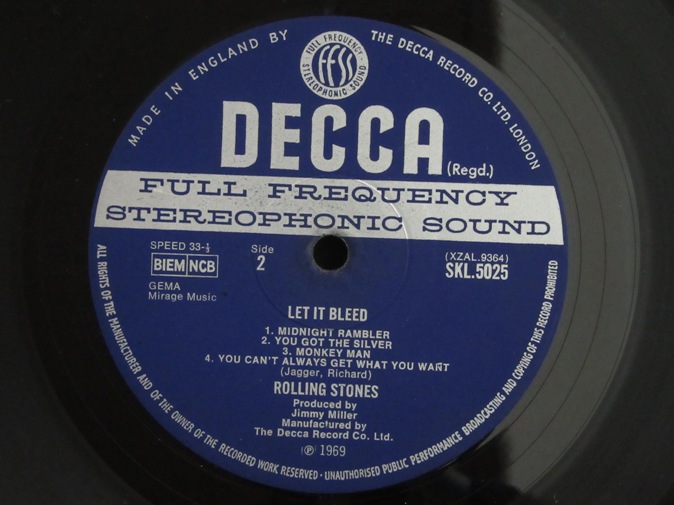 MADE IN ENGLAND BY
THE DECCA RECORD CO. LTD. LONDON
FULL FREQUENCY
FFSS
STEREOPHONIC SOUND
DECCA (Regd.)
FULL FREQUENCY
STEREOPHONIC SOUND
SPEED 33-⅓
BIEM NCB
GEMA
Mirage Music
Side
2
(XZAL.9364)
SKL.5025
LET IT BLEED
1. MIDNIGHT RAMBLER
2. YOU GOT THE SILVER
3. MONKEY MAN
4. YOU CAN'T ALWAYS GET WHAT YOU WANT
(Jagger, Richard)
ROLLING STONES
Produced by
Jimmy Miller
Manufactured by
The Decca Record Co. Ltd.
℗ 1969
ALL RIGHTS OF THE MANUFACTURER AND OF THE OWNER OF THE RECORDED WORK RESERVED · UNAUTHORISED PUBLIC PERFORMANCE BROADCASTING AND COPYING OF THIS RECORD PROHIBITED